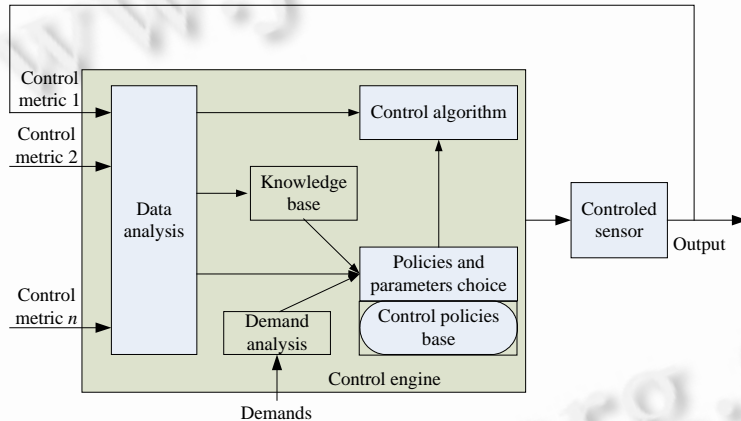 Control
metric 1
Control
metric 2
Control
metric n
Data
analysis
Control algorithm
Knowledge
base
Policies and
parameters choice
Control policies
base
Demand
analysis
Control engine
Demands
Controled
sensor
Output